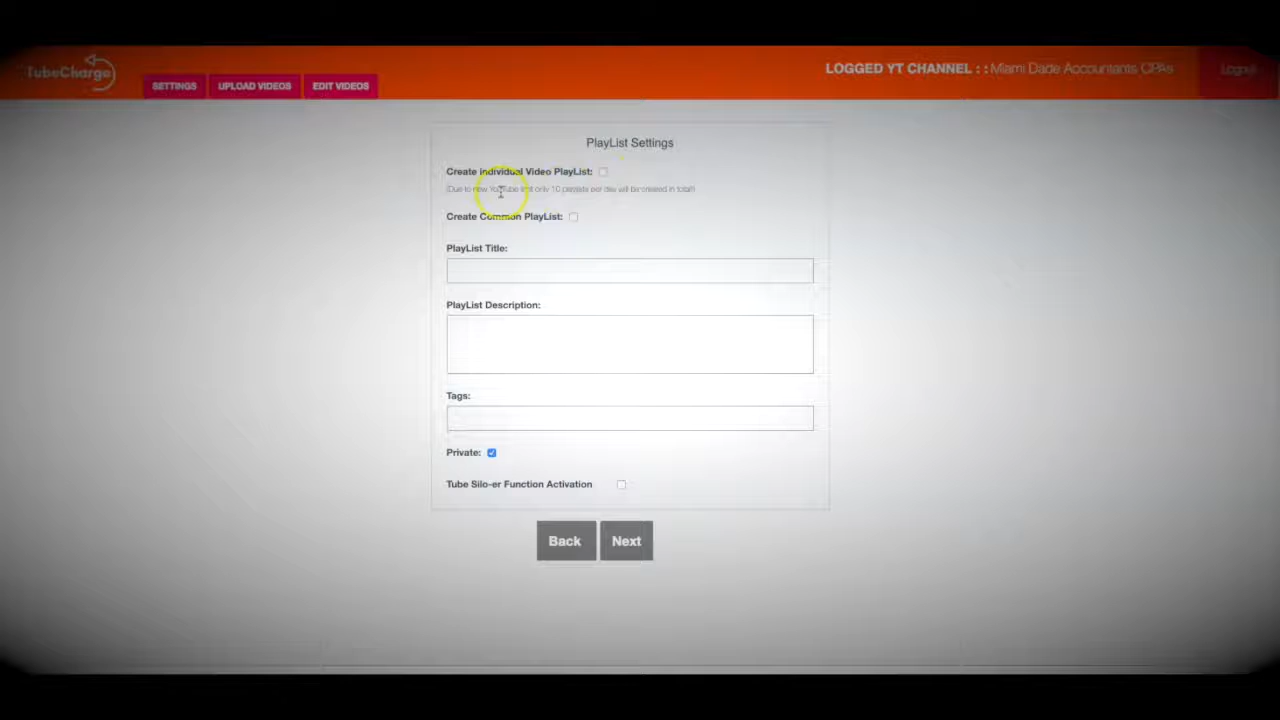 TubeCharge
SETTINGS
UPLOAD VIDEOS
EDIT VIDEOS
LOGGED YT CHANNEL : : Miami Dade Accountants CPAs
Logout
PlayList Settings
Create individual Video PlayList:
(Due to new YouTube limit only 10 playlists per day will be created in total!)
Create Common PlayList:
PlayList Title:
PlayList Description:
Tags:
Private:
Tube Silo-er Function Activation
Back
Next